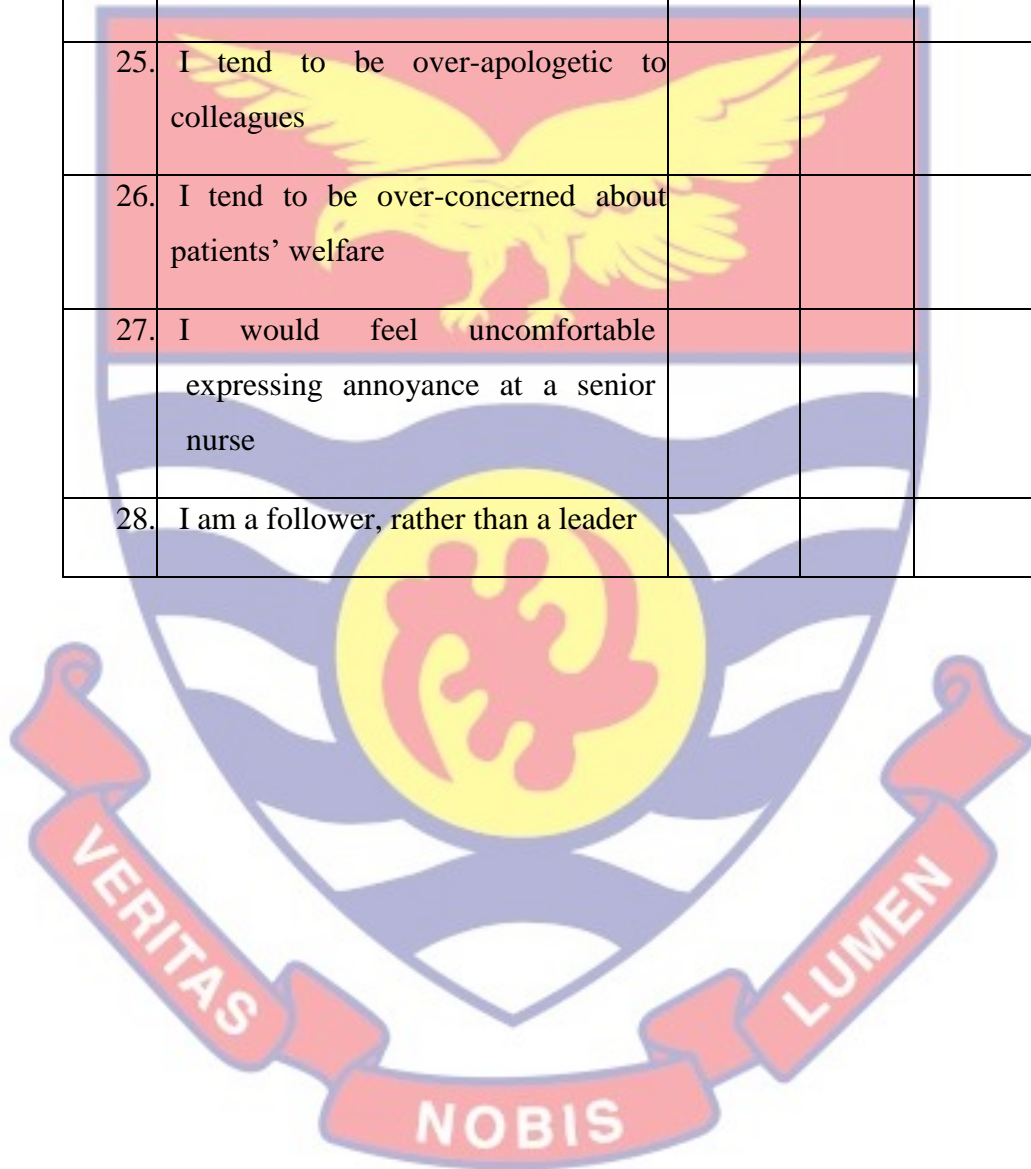 25. I tend to be over-apologetic to
colleagues
26. I tend to be over-concerned about
patients’ welfare
27. I would feel uncomfortable
expressing annoyance at a senior
nurse
28. I am a follower, rather than a leader
VERITAS
NOBIS
LUMEN